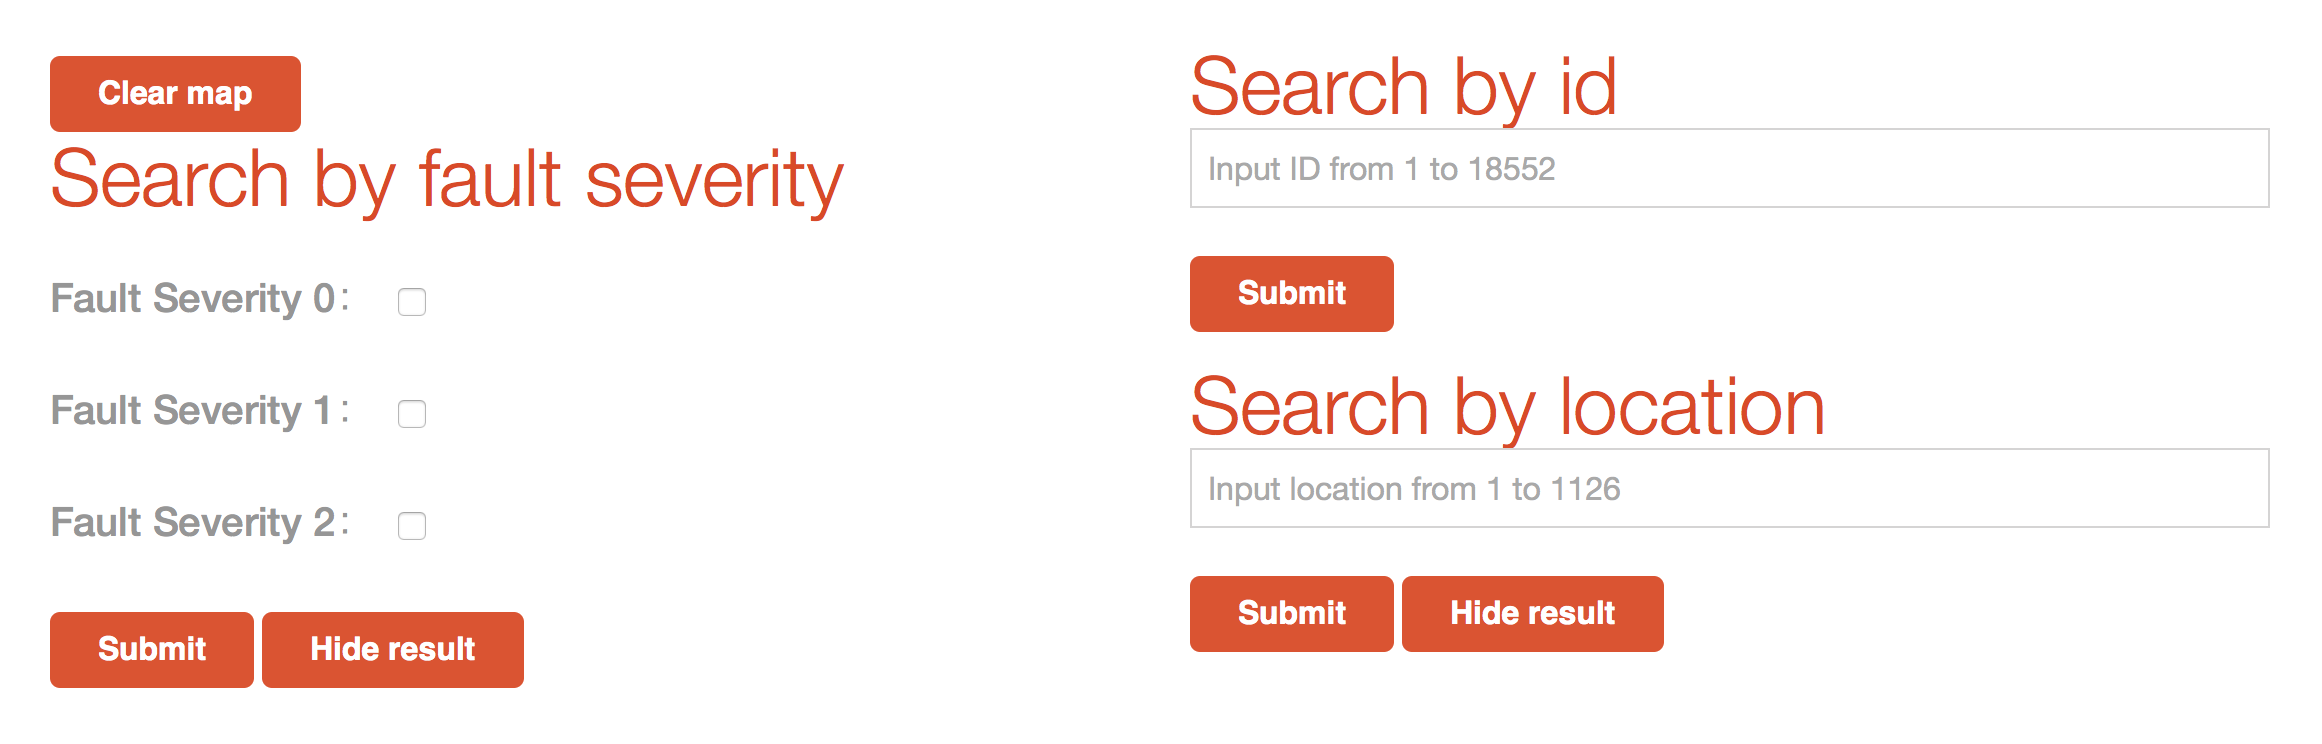 Clear map
Search by fault severity
Fault Severity 0:
Fault Severity 1:
Fault Severity 2:
Submit Hide result
Search by id
Input ID from 1 to 18552
Submit
Search by location
Input location from 1 to 1126
Submit Hide result